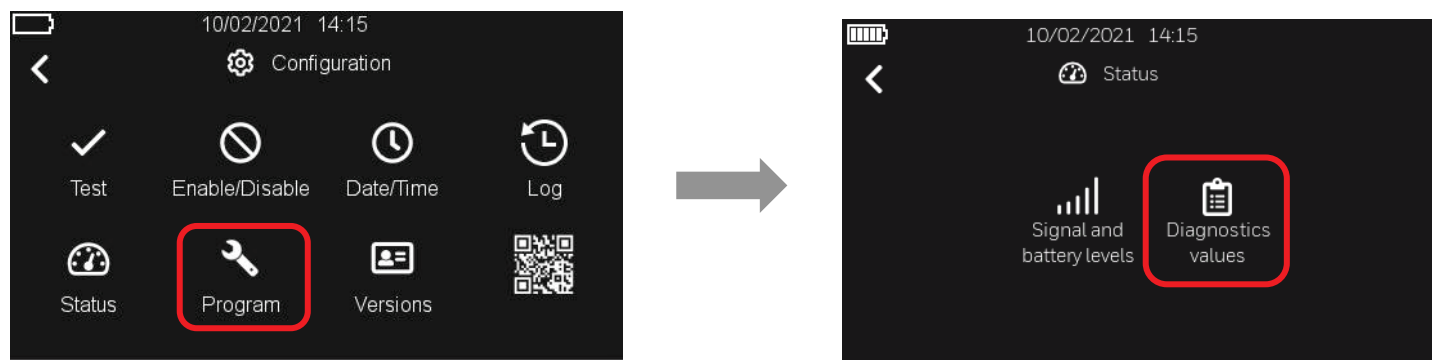 10/02/2021 14:15
Configuration
Test Enable/Disable Date/Time Log
Status Program Versions
10/02/2021 14:15
Status
Signal and Diagnostics
battery levels values